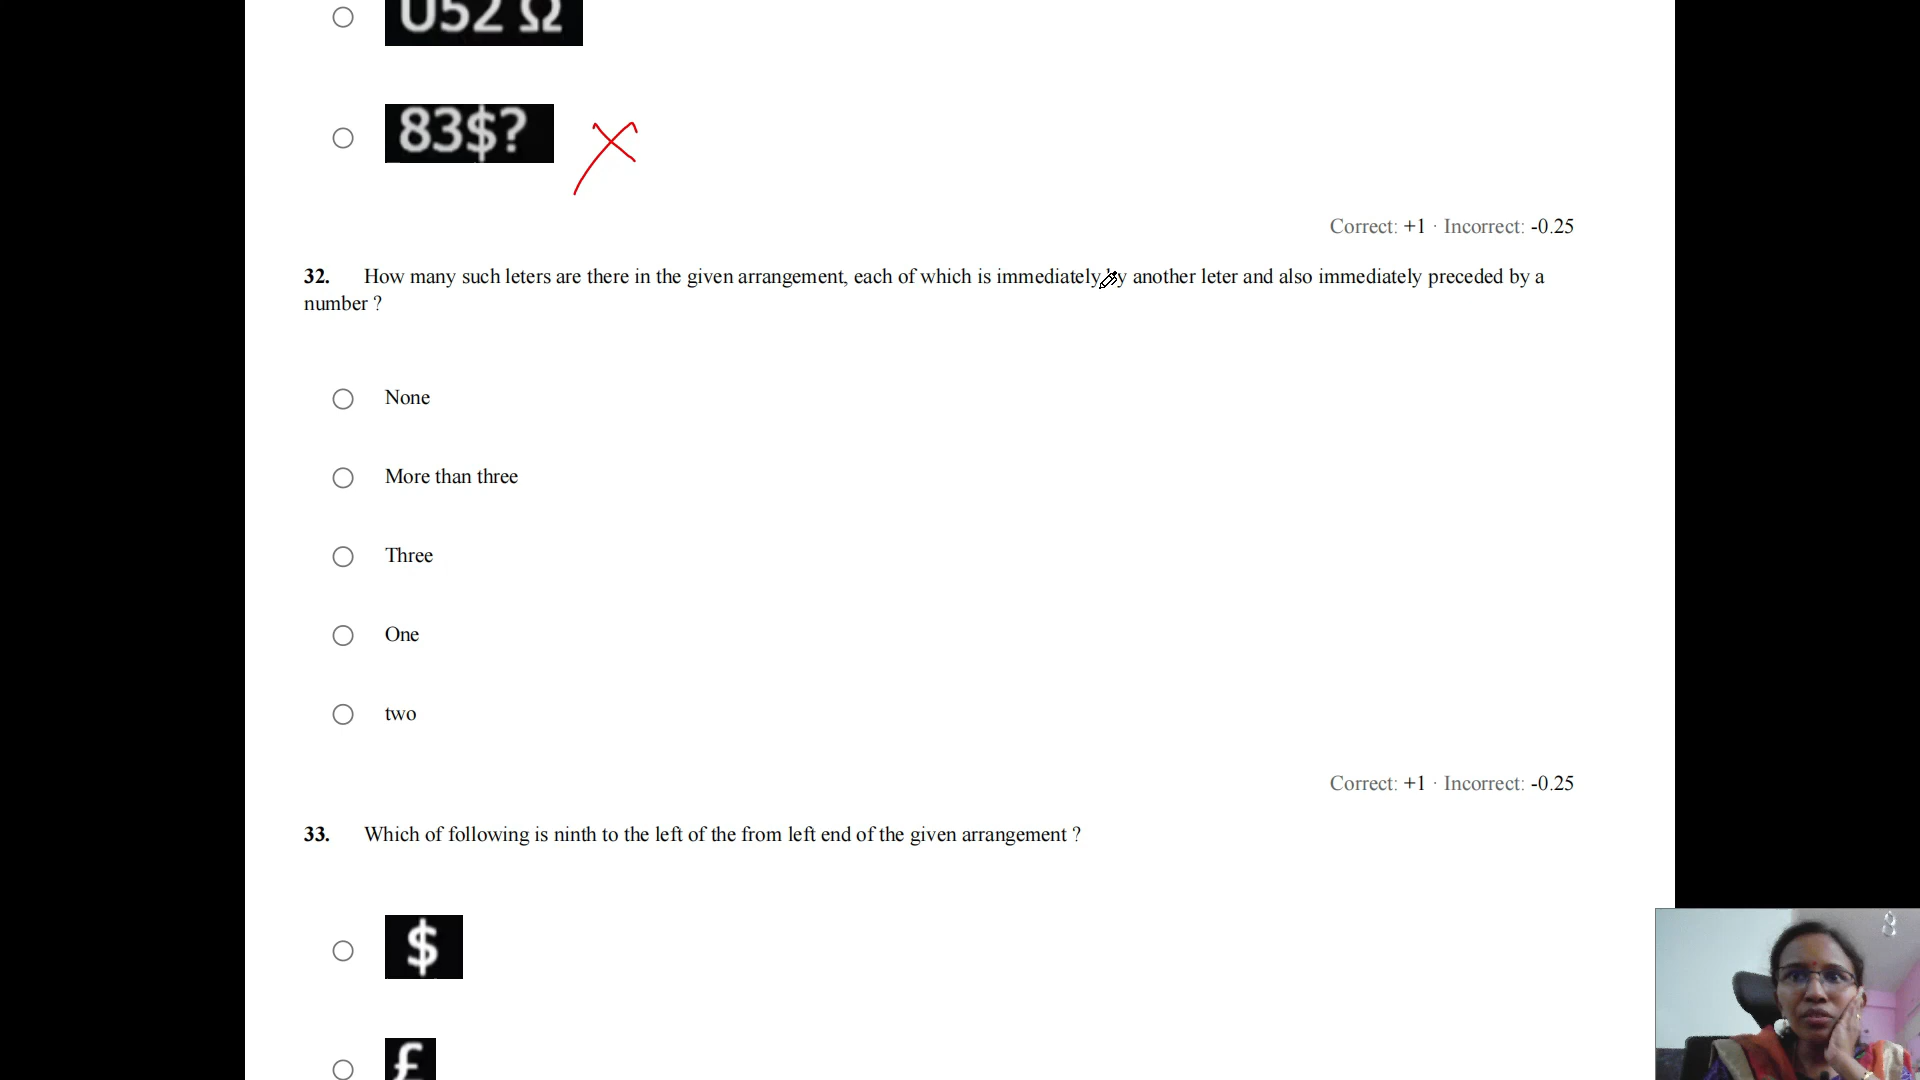 U52 Ω
83$?
Correct: +1 · Incorrect: -0.25
32. How many such leters are there in the given arrangement, each of which is immediately by another leter and also immediately preceded by a
number ?
None
More than three
Three
One
two
Correct: +1 · Incorrect: -0.25
33. Which of following is ninth to the left of the from left end of the given arrangement ?
$
£